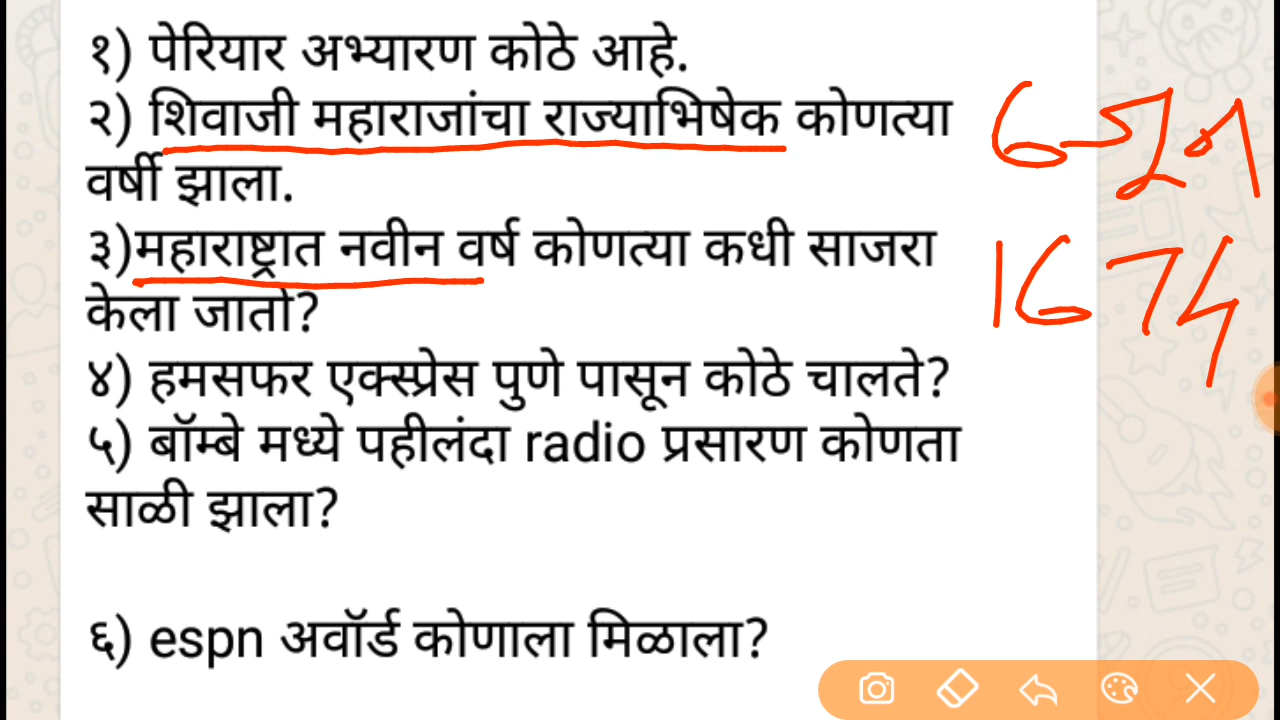 १) पेरियार अभ्यारण कोठे आहे.
२) शिवाजी महाराजांचा राज्याभिषेक कोणत्या
वर्षी झाला.
३)महाराष्ट्रात नवीन वर्ष कोणत्या कधी साजरा
केला जातो?
४) हमसफर एक्स्प्रेस पुणे पासून कोठे चालते?
५) बॉम्बे मध्ये पहीलंदा radio प्रसारण कोणता
साळी झाला?
६) espn अवॉर्ड कोणाला मिळाला?
6 जून
1674